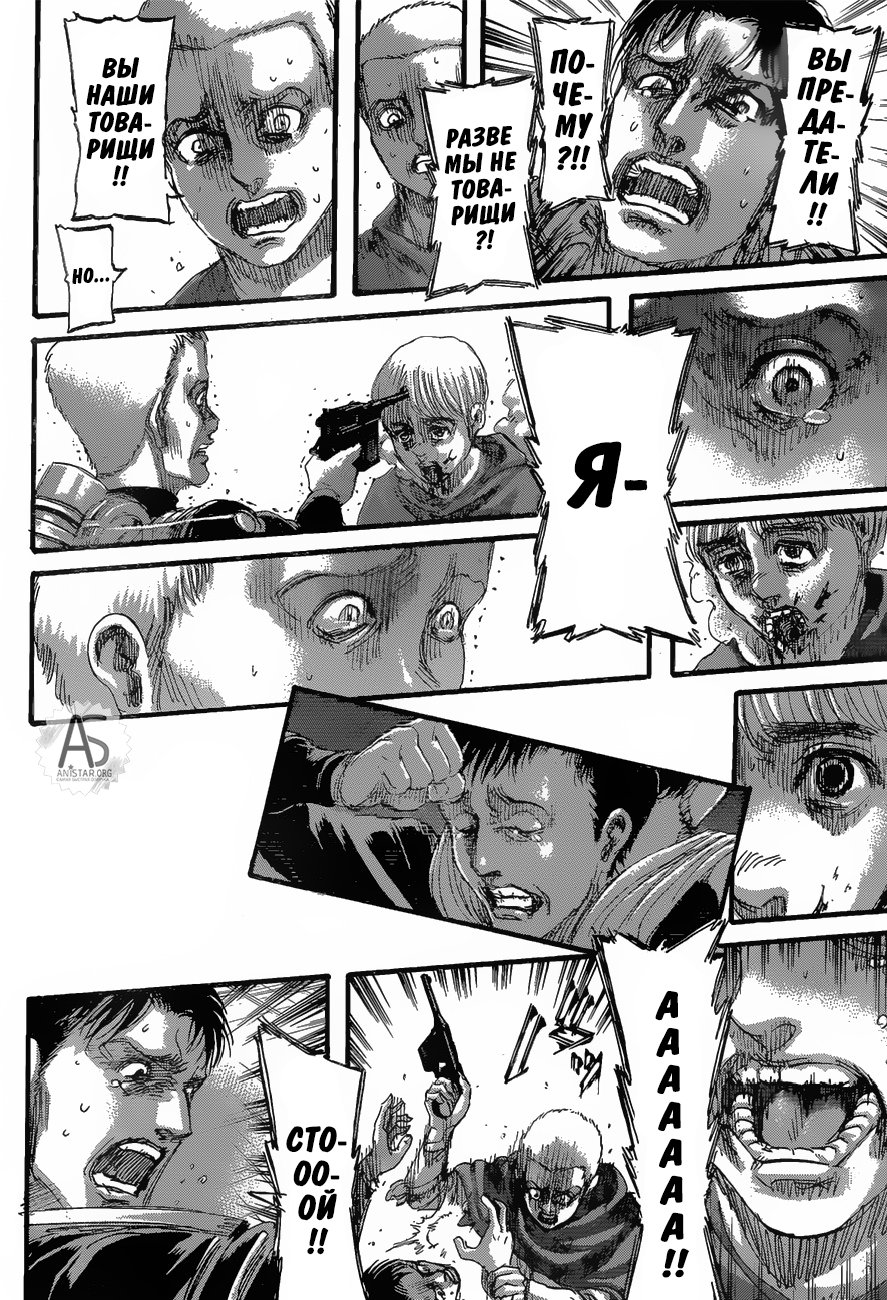 ВЫ
ПРЕ-
ДА-
ТЕ-
ЛИ
!!
ПО-
ЧЕ-
МУ
?!!
РАЗВЕ
МЫ НЕ
ТОВА-
РИЩИ
?!
ВЫ
НАШИ
ТОВА-
РИЩИ
!!
НО...
Я-
AS
ANISTAR.ORG
А
А
А
А
А
А
А
А
!!
СТО-
ОО-
ОЙ
!!